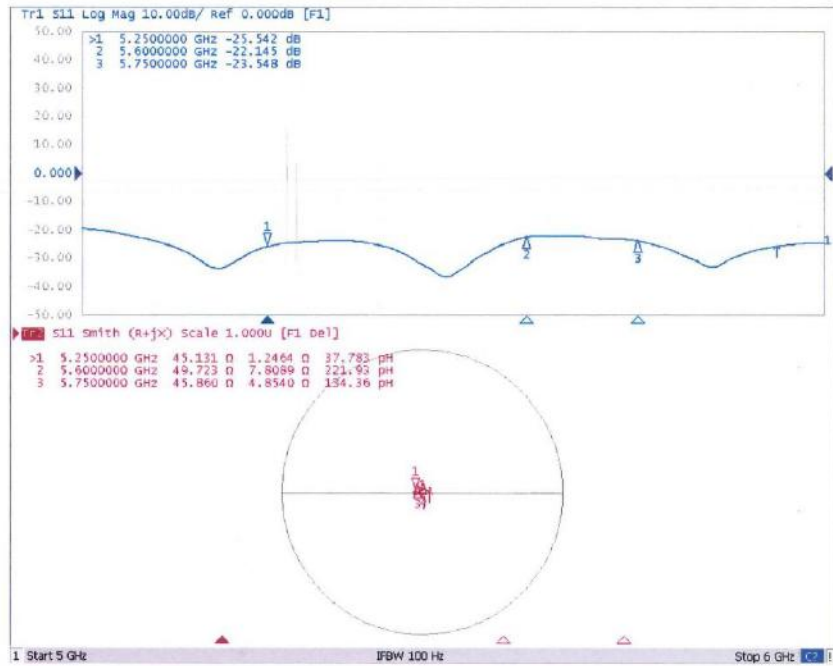 Tr1 S11 Log Mag 10.00dB/ Ref 0.000dB [F1]
50.00
>1 5.2500000 GHz -25.542 dB
2 5.6000000 GHz -22.145 dB
3 5.7500000 GHz -23.548 dB
40.00
30.00
20.00
10.00
0.000
-10.00
-20.00
-30.00
-40.00
-50.00
1
2
3
1
Tr2 S11 Smith (R+jX) Scale 1.000U [F1 Del]
>1 5.2500000 GHz 45.131 Ω 1.2464 Ω 37.783 pH
2 5.6000000 GHz 49.723 Ω 7.8089 Ω 221.93 pH
3 5.7500000 GHz 45.860 Ω 4.8540 Ω 134.36 pH
1
1 Start 5 GHz IFBW 100 Hz Stop 6 GHz C?